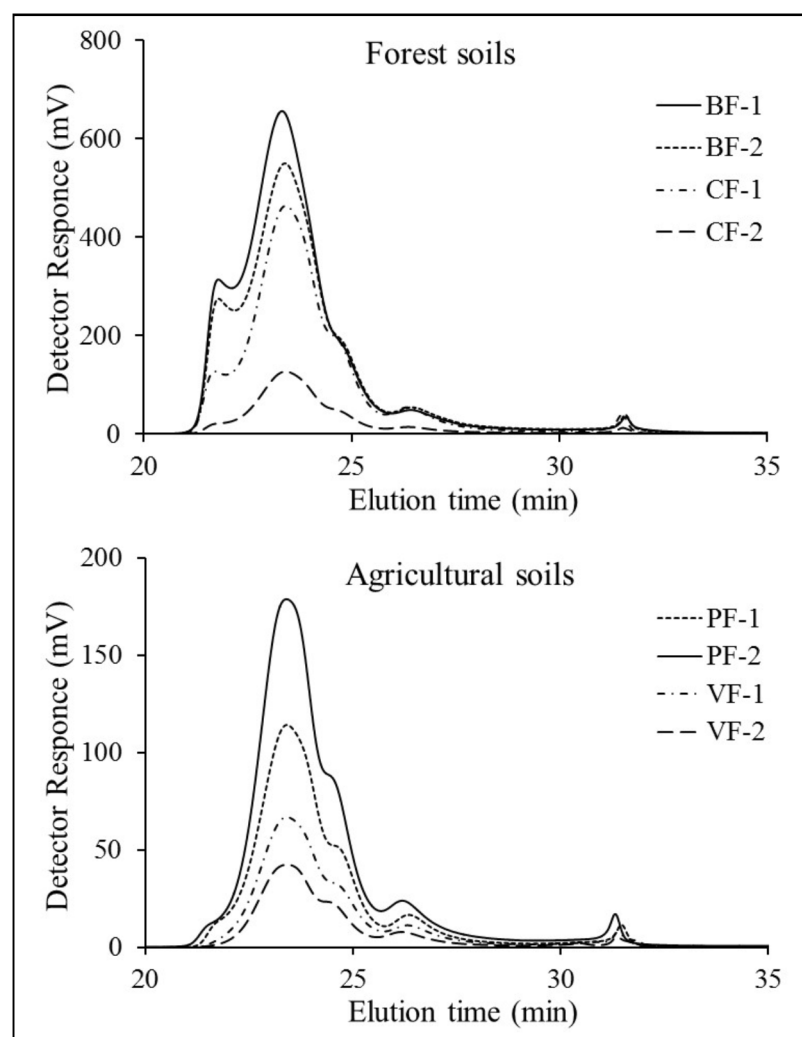 Forest soils
800
600
400
200
0
Detector Responce (mV)
BF-1
BF-2
CF-1
CF-2
20 25 30 35
Elution time (min)
Agricultural soils
200
150
100
50
0
Detector Responce (mV)
PF-1
PF-2
VF-1
VF-2
20 25 30 35
Elution time (min)